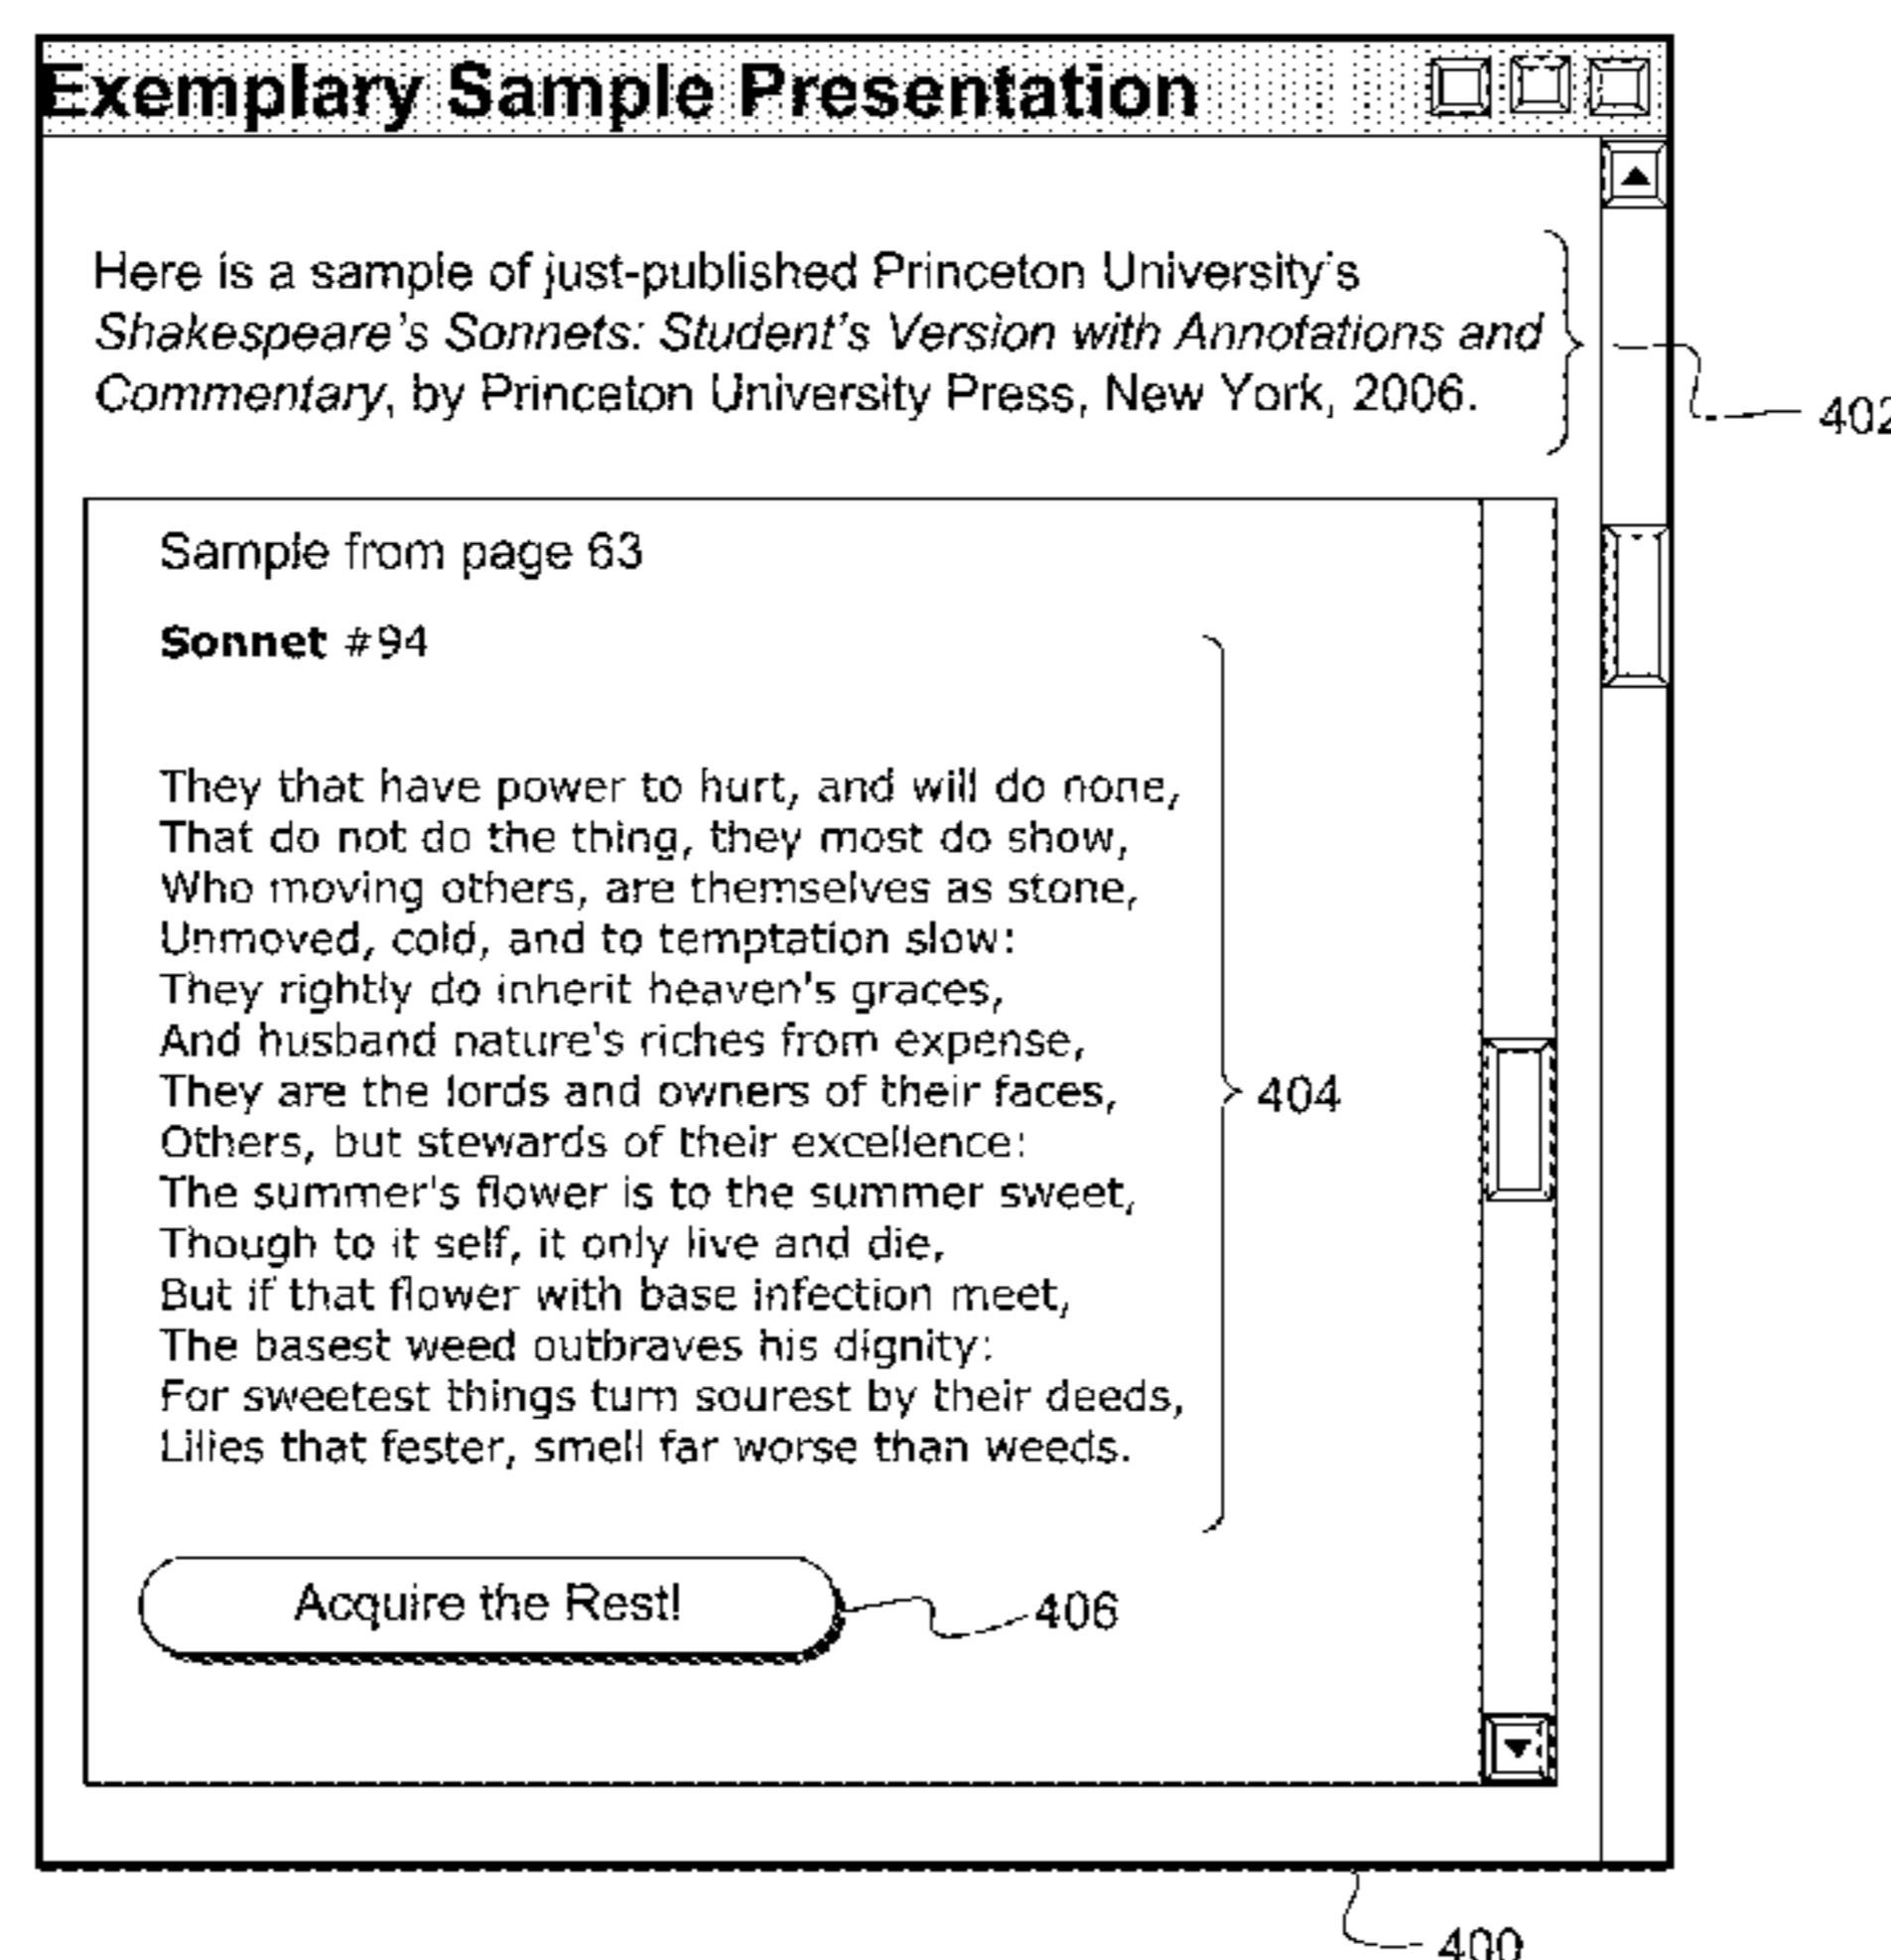 Exemplary Sample Presentation
Here is a sample of just-published Princeton University's
Shakespeare's Sonnets: Student's Version with Annotations and
Commentary, by Princeton University Press, New York, 2006.
402
Sample from page 63
Sonnet #94
They that have power to hurt, and will do none,
That do not do the thing, they most do show,
Who moving others, are themselves as stone,
Unmoved, cold, and to temptation slow:
They rightly do inherit heaven's graces,
And husband nature's riches from expense,
They are the lords and owners of their faces,
Others, but stewards of their excellence:
The summer's flower is to the summer sweet,
Though to it self, it only live and die,
But if that flower with base infection meet,
The basest weed outbraves his dignity:
For sweetest things turn sourest by their deeds,
Lilies that fester, smell far worse than weeds.
404
Acquire the Rest!
406
400